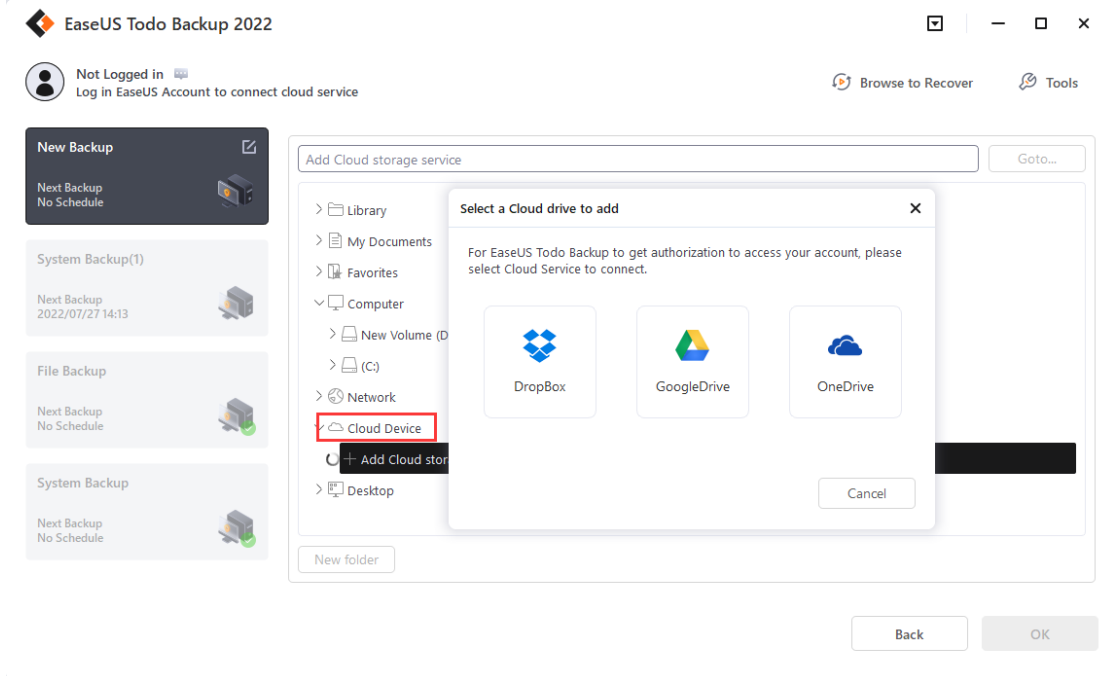 EaseUS Todo Backup 2022
Not Logged in
Log in EaseUS Account to connect cloud service
Browse to Recover
Tools
New Backup
Next Backup
No Schedule
System Backup(1)
Next Backup
2022/07/27 14:13
File Backup
Next Backup
No Schedule
System Backup
Next Backup
No Schedule
Add Cloud storage service
Goto...
Library
My Documents
Favorites
Computer
New Volume (D
(C:)
Network
Cloud Device
Add Cloud stor
Desktop
Select a Cloud drive to add
For EaseUS Todo Backup to get authorization to access your account, please
select Cloud Service to connect.
DropBox
GoogleDrive
OneDrive
Cancel
New folder
Back
OK